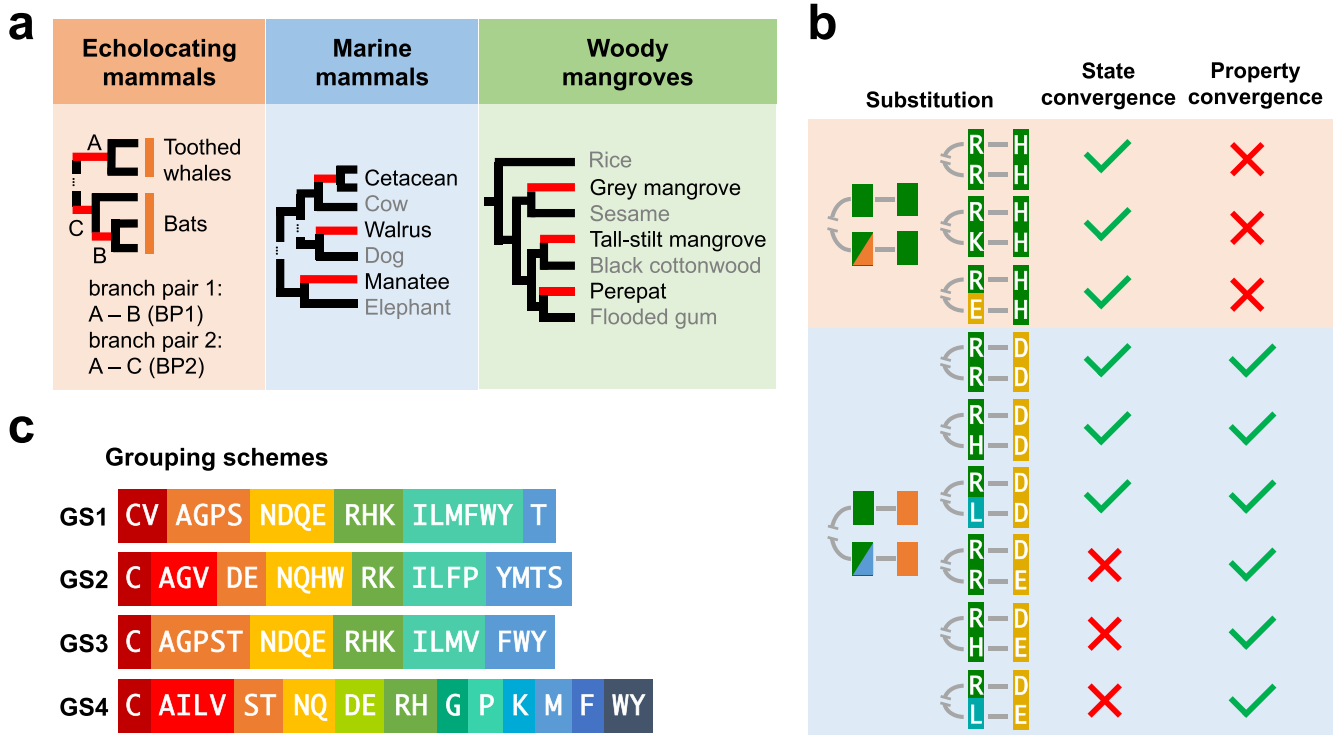 a
Echolocating
mammals
Marine
mammals
Woody
mangroves
A
C
B
Toothed
whales
Bats
branch pair 1:
A – B (BP1)
branch pair 2:
A – C (BP2)
Cetacean
Cow
Walrus
Dog
Manatee
Elephant
Rice
Grey mangrove
Sesame
Tall-stilt mangrove
Black cottonwood
Perepat
Flooded gum
b
Substitution
State
convergence
Property
convergence
R H
R H
R H
K H
R H
E H
R D
R D
R D
H D
R D
L D
R D
R E
R D
H E
R D
L E
c
Grouping schemes
GS1 CV AGPS NDQE RHK ILMFWY T
GS2 C AGV DE NQHW RK ILFP YMTS
GS3 C AGPST NDQE RHK ILMV FWY
GS4 C AILV ST NQ DE RH G P K M F WY